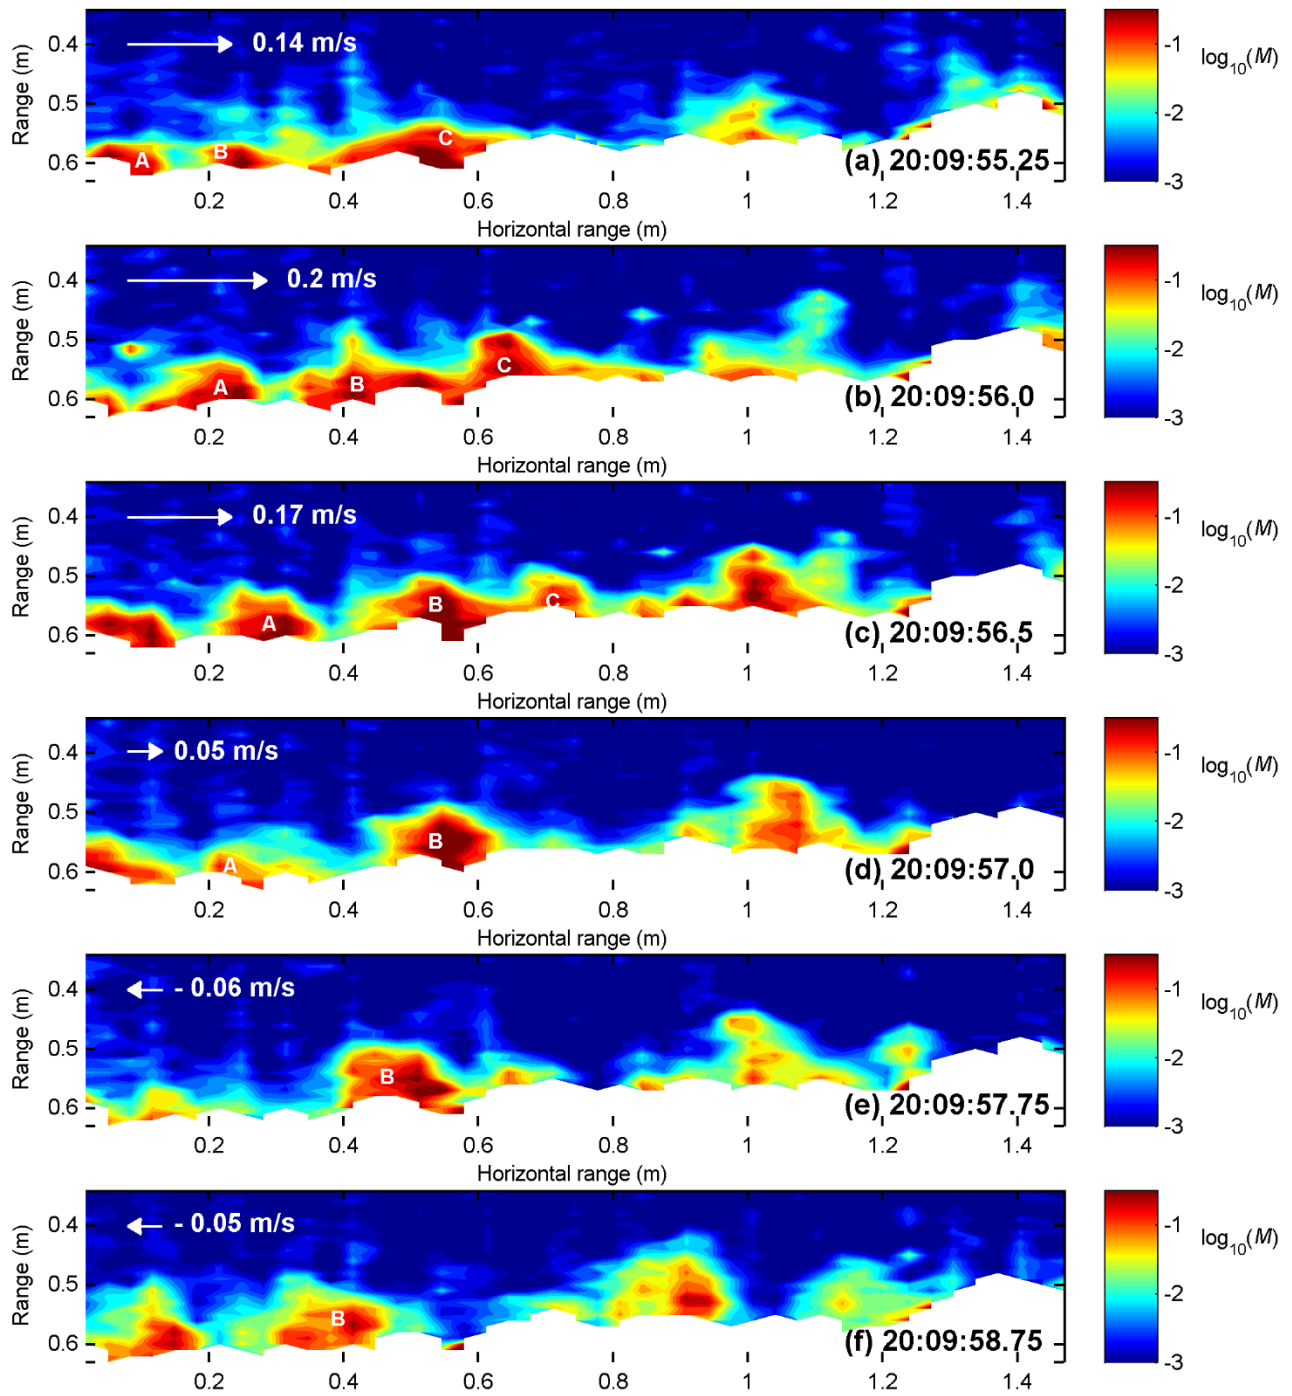 0.14 m/s
Range (m)
0.4
0.5
0.6
A
B
C
(a) 20:09:55.25
0.2 0.4 0.6 0.8 1 1.2 1.4
Horizontal range (m)
-1
-2
-3
log10(M)
0.2 m/s
Range (m)
0.4
0.5
0.6
A
B
C
(b) 20:09:56.0
0.2 0.4 0.6 0.8 1 1.2 1.4
Horizontal range (m)
-1
-2
-3
log10(M)
0.17 m/s
Range (m)
0.4
0.5
0.6
A
B
C
(c) 20:09:56.5
0.2 0.4 0.6 0.8 1 1.2 1.4
Horizontal range (m)
-1
-2
-3
log10(M)
0.05 m/s
Range (m)
0.4
0.5
0.6
A
B
(d) 20:09:57.0
0.2 0.4 0.6 0.8 1 1.2 1.4
Horizontal range (m)
-1
-2
-3
log10(M)
- 0.06 m/s
Range (m)
0.4
0.5
0.6
B
(e) 20:09:57.75
0.2 0.4 0.6 0.8 1 1.2 1.4
Horizontal range (m)
-1
-2
-3
log10(M)
- 0.05 m/s
Range (m)
0.4
0.5
0.6
B
(f) 20:09:58.75
0.2 0.4 0.6 0.8 1 1.2 1.4
-1
-2
-3
log10(M)